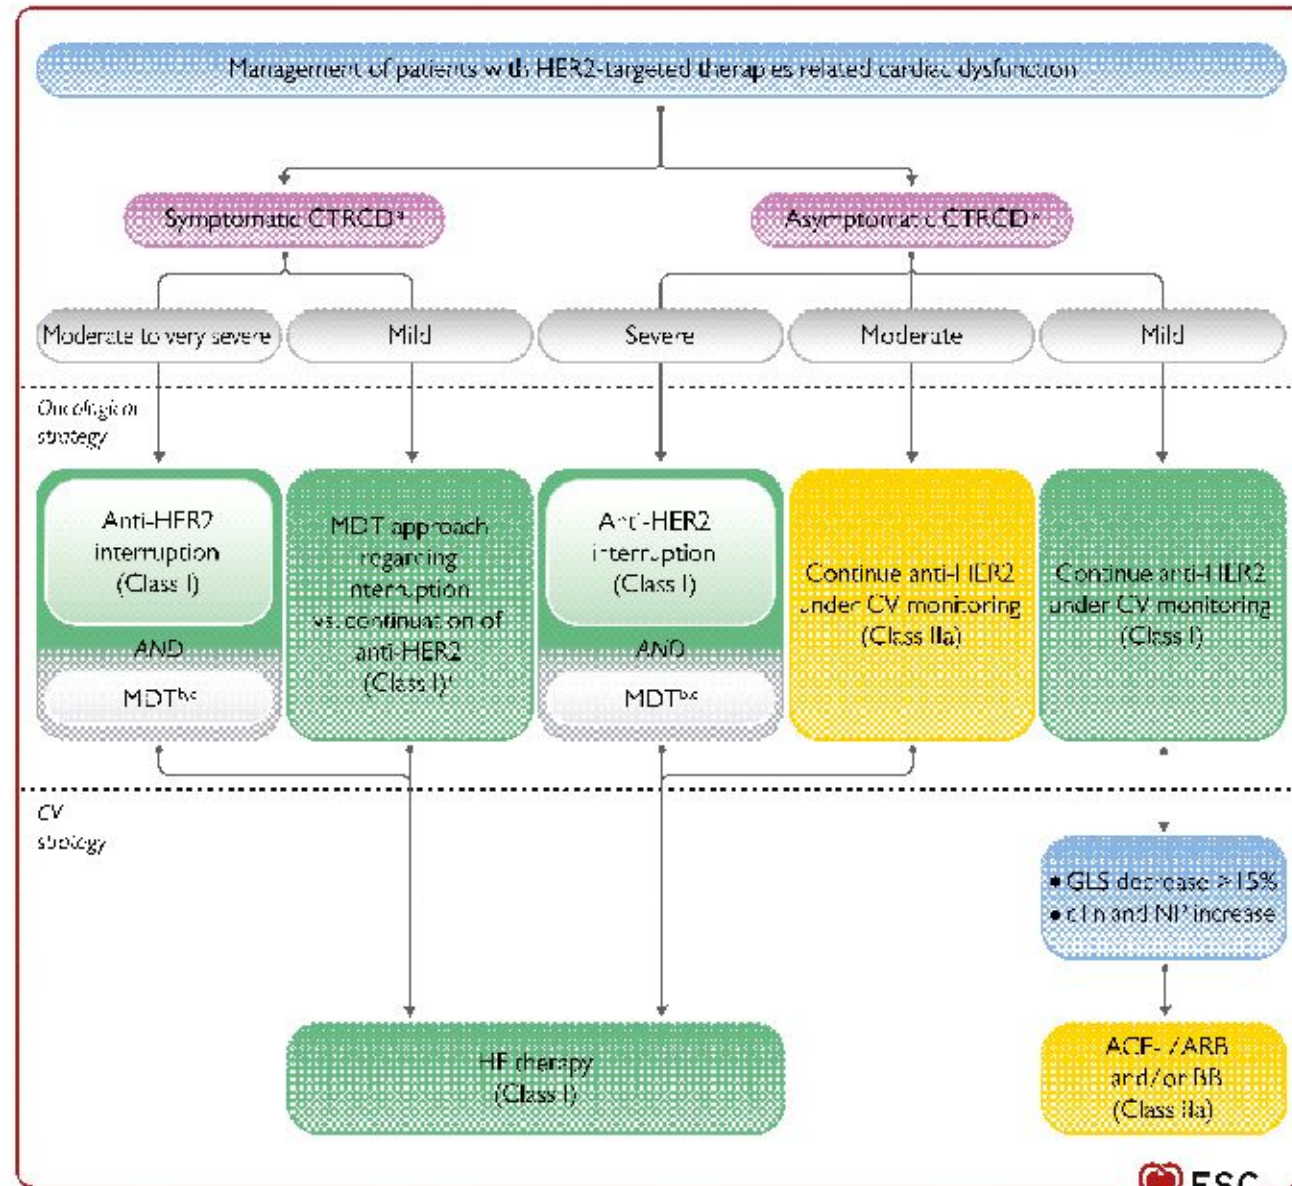 Management of patients with HER2-targeted therapies related cardiac dysfunction
Symptomatic CTRCDᵃ
Asymptomatic CTRCDᵃ
Moderate to very severe
Mild
Severe
Moderate
Mild
Oncological
strategy
Anti-HER2
interruption
(Class I)
AND
MDTᵇ,ᶜ
MDT approach
regarding
interruption
vs. continuation of
anti-HER2
(Class I)
Anti-HER2
interruption
(Class I)
AND
MDTᵇ,ᶜ
Continue anti-HER2
under CV monitoring
(Class IIa)
Continue anti-HER2
under CV monitoring
(Class I)
CV
strategy
• GLS decrease >15%
• cTn and NP increase
HF therapy
(Class I)
ACE-I/ARB
and/or BB
(Class IIa)
ESC